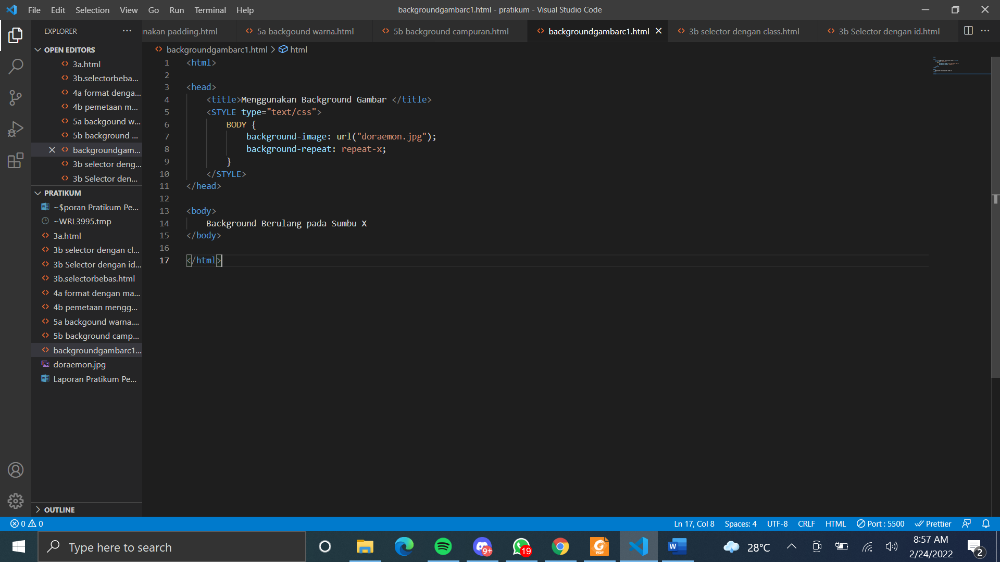 File Edit Selection View Go Run Terminal Help
backgroundgambarc1.html - pratikum - Visual Studio Code
EXPLORER
nakan padding.html
5a backgound warna.html
5b background campuran.html
backgroundgambarc1.html
3b selector dengan class.html
3b Selector dengan id.html
OPEN EDITORS
3a.html
3b.selectorbeba...
4a format denga...
4b pemetaan m...
5a backgound w...
5b background ...
backgroundgam...
3b selector deng...
3b Selector den...
PRATIKUM
~$poran Pratikum Pe...
~WRL3995.tmp
3a.html
3b selector dengan cl...
3b Selector dengan id...
3b.selectorbebas.html
4a format dengan ma...
4b pemetaan mengg...
5a backgound warna....
5b background camp...
backgroundgambarc1...
doraemon.jpg
Laporan Pratikum Pe...
OUTLINE
backgroundgambarc1.html > html
1 <html>
2
3 <head>
4 <title>Menggunakan Background Gambar </title>
5 <STYLE type="text/css">
6 BODY {
7 background-image: url("doraemon.jpg");
8 background-repeat: repeat-x;
9 }
10 </STYLE>
11 </head>
12
13 <body>
14 Background Berulang pada Sumbu X
15 </body>
16
17 </html>
0 0
Ln 17, Col 8 Spaces: 4 UTF-8 CRLF HTML Port : 5500 Prettier
Type here to search
9+
19
PDF
W
28°C
8:57 AM
2/24/2022
2